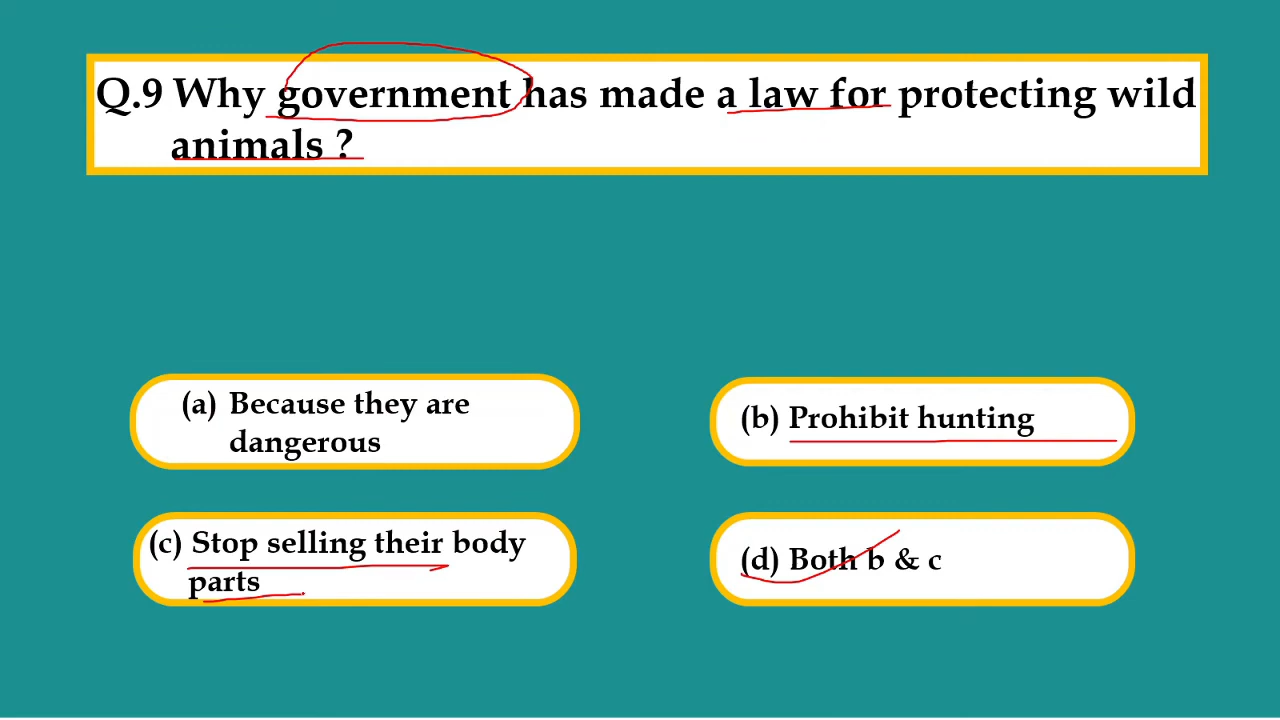 Q.9 Why government has made a law for protecting wild
animals ?
(a) Because they are
dangerous
(b) Prohibit hunting
(c) Stop selling their body
parts
(d) Both b & c